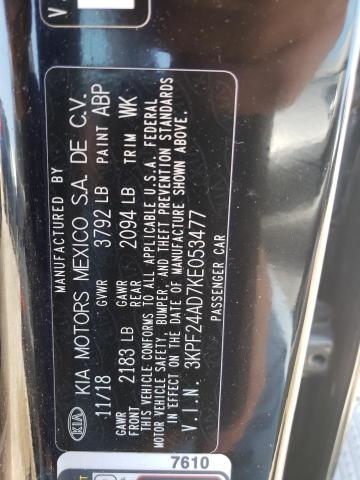 MANUFACTURED BY
KIA KIA MOTORS MEXICO S.A. DE C.V.
11/18 GVWR 3792 LB PAINT ABP
GAWR FRONT 2183 LB GAWR REAR 2094 LB TRIM WK
THIS VEHICLE CONFORMS TO ALL APPLICABLE U.S.A. FEDERAL
MOTOR VEHICLE SAFETY, BUMPER, AND THEFT PREVENTION STANDARDS
IN EFFECT ON THE DATE OF MANUFACTURE SHOWN ABOVE.
V.I.N. 3KPF24AD7KE053477
PASSENGER CAR
7610